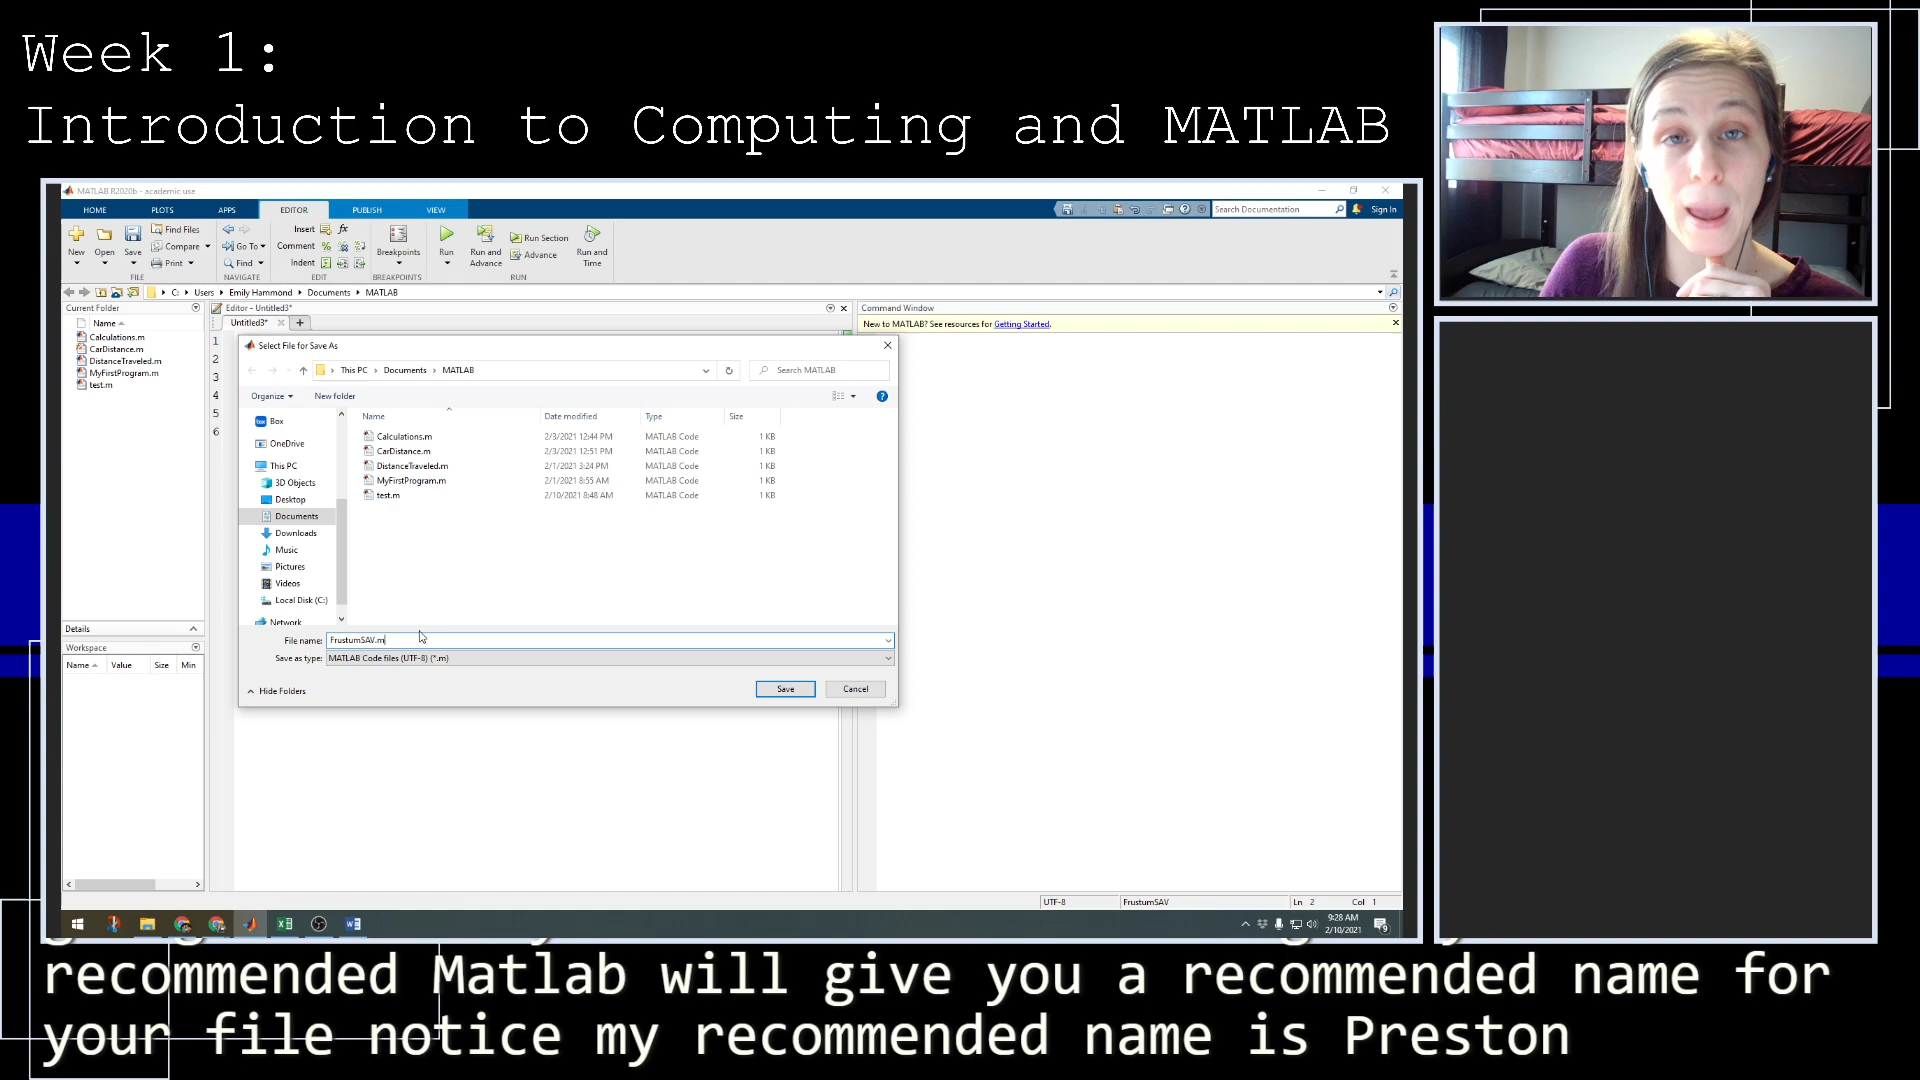 Week 1:
Introduction to Computing and MATLAB
MATLAB R2020b - academic use
HOME PLOTS APPS EDITOR PUBLISH VIEW
Search Documentation Sign In
New Open Save
Find Files
Compare
Print
FILE
Go To
Find
NAVIGATE
Insert fx
Comment
Indent
EDIT
Breakpoints
BREAKPOINTS
Run
Run and Advance
Run Section
Advance
Run and Time
RUN
C: Users Emily Hammond Documents MATLAB
Current Folder
Name
Calculations.m
CarDistance.m
DistanceTraveled.m
MyFirstProgram.m
test.m
Details
Workspace
Name Value Size Min
Editor - Untitled3*
Untitled3* +
1
2
3
4
5
6
Command Window
New to MATLAB? See resources for Getting Started.
Select File for Save As
This PC Documents MATLAB
Search MATLAB
Organize New folder
Box
OneDrive
This PC
3D Objects
Desktop
Documents
Downloads
Music
Pictures
Videos
Local Disk (C:)
Network
Name Date modified Type Size
Calculations.m 2/3/2021 12:44 PM MATLAB Code 1 KB
CarDistance.m 2/3/2021 12:51 PM MATLAB Code 1 KB
DistanceTraveled.m 2/1/2021 3:24 PM MATLAB Code 1 KB
MyFirstProgram.m 2/1/2021 8:55 AM MATLAB Code 1 KB
test.m 2/10/2021 8:48 AM MATLAB Code 1 KB
File name: FrustumSAV.m
Save as type: MATLAB Code files (UTF-8) (*.m)
Hide Folders
Save Cancel
UTF-8 FrustumSAV Ln 2 Col 1
9:28 AM
2/10/2021
recommended Matlab will give you a recommended name for
your file notice my recommended name is Preston